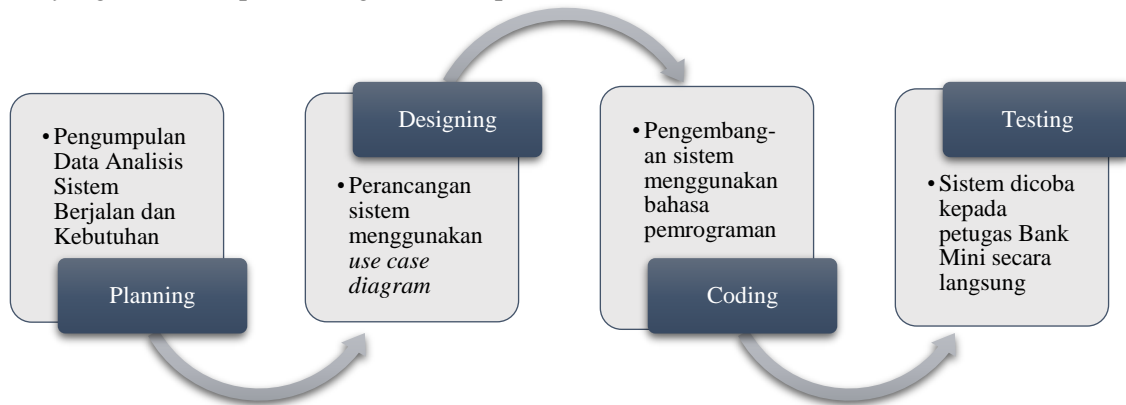 • Pengumpulan
Data Analisis
Sistem
Berjalan dan
Kebutuhan
Planning
Designing
• Perancangan
sistem
menggunakan
use case
diagram
• Pengembang-
an sistem
menggunakan
bahasa
pemrograman
Coding
Testing
• Sistem dicoba
kepada
petugas Bank
Mini secara
langsung